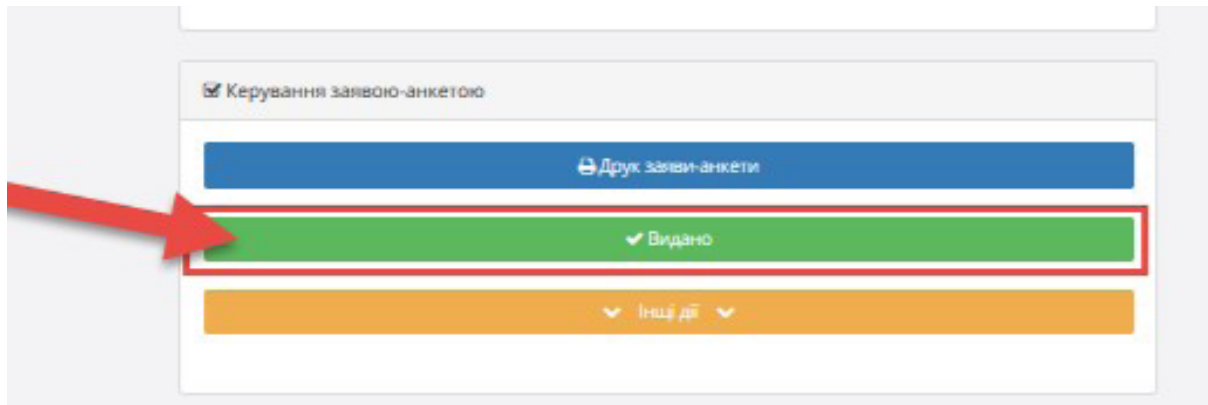 Керування заявою-анкетою
Друк заяви-анкети
Видано
Інші дії